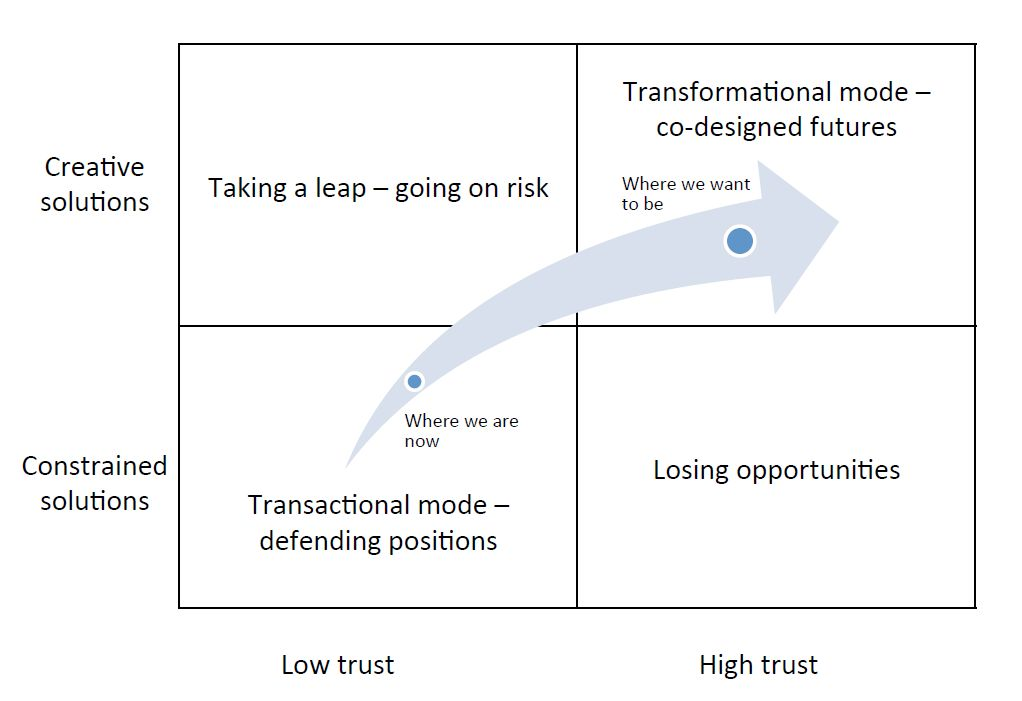 Transformational mode –
co-designed futures
Creative
solutions
Taking a leap – going on risk
Where we want
to be
Where we are
now
Constrained
solutions
Losing opportunities
Transactional mode –
defending positions
Low trust
High trust